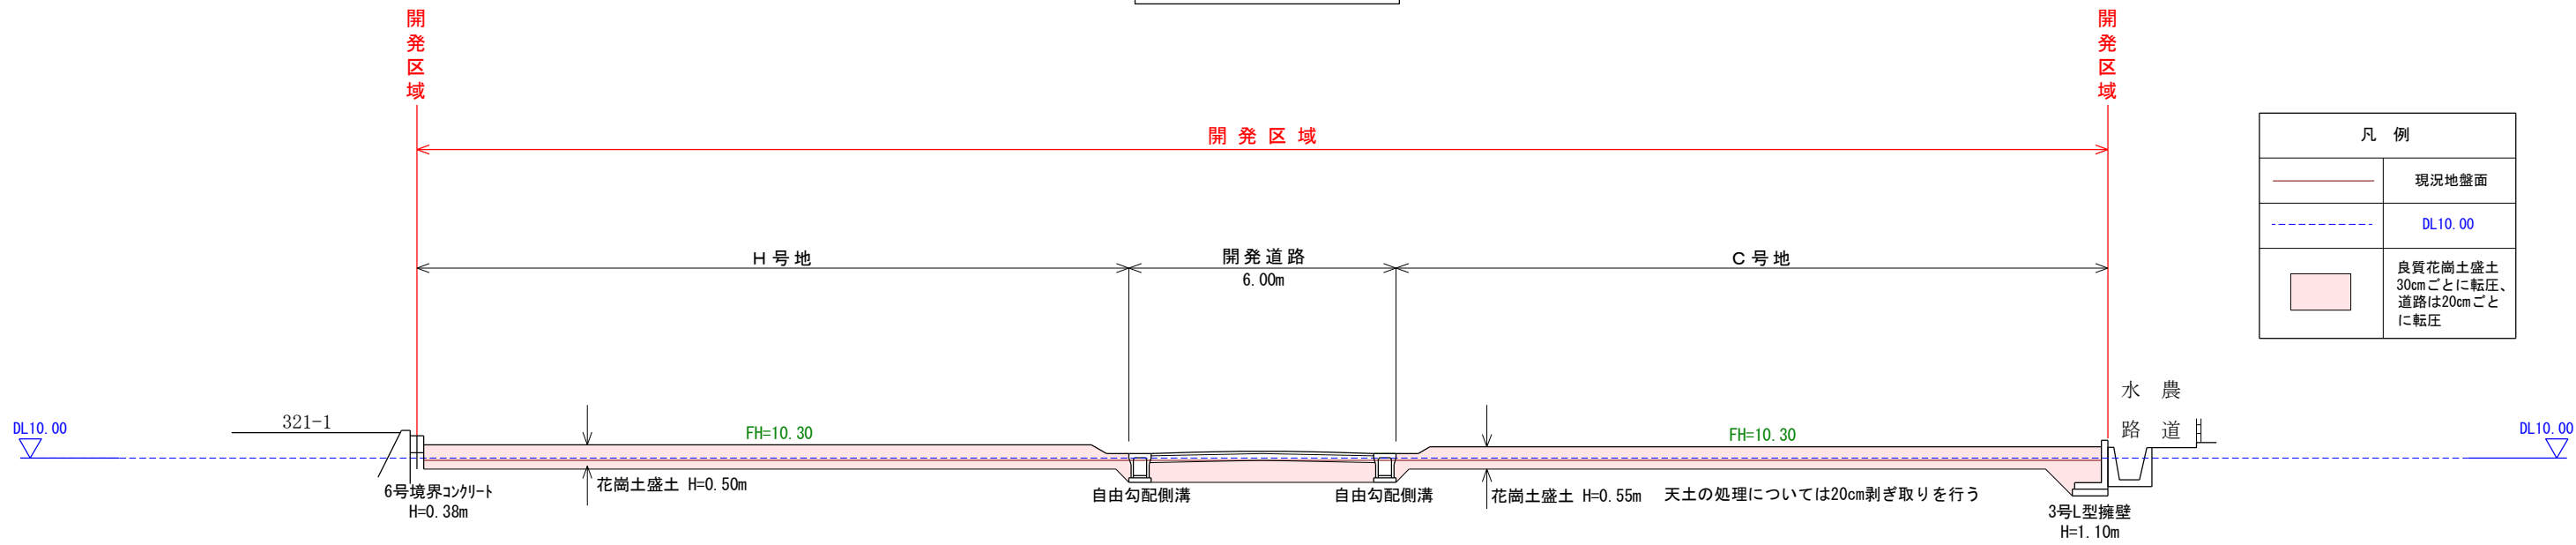 開発区域
開発区域
開発区域
凡 例
現況地盤面
DL10.00
良質花崗土盛土
30cmごとに転圧、
道路は20cmごと
に転圧
H号地
開発道路
6.00m
C号地
水路
農道
DL10.00
321-1
FH=10.30
FH=10.30
DL10.00
6号境界コンクリート
H=0.38m
花崗土盛土 H=0.50m
自由勾配側溝
自由勾配側溝
花崗土盛土 H=0.55m
天土の処理については20cm剥ぎ取りを行う
3号L型擁壁
H=1.10m